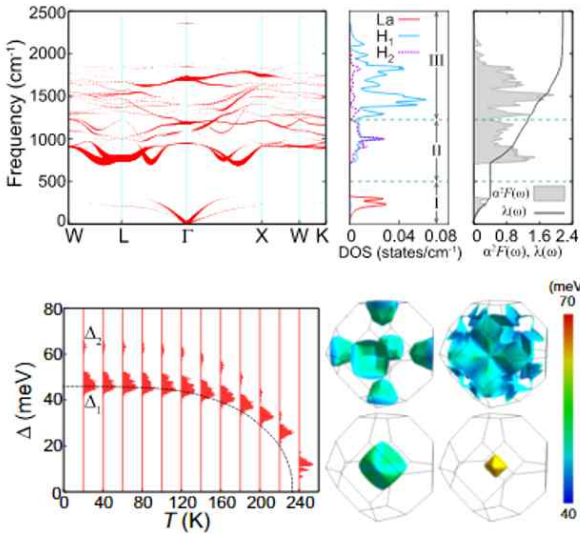 2500
2000
1500
1000
500
0
Frequency (cm⁻¹)
W L Γ X W K
La
H₁
H₂
III
II
I
0 0.04 0.08
DOS (states/cm⁻¹)
α²F(ω)
λ(ω)
0 0.8 1.6 2.4
α²F(ω), λ(ω)
80
60
40
20
0
Δ (meV)
Δ₂
Δ₁
0 40 80 120 160 200 240
T (K)
(meV)
70
40